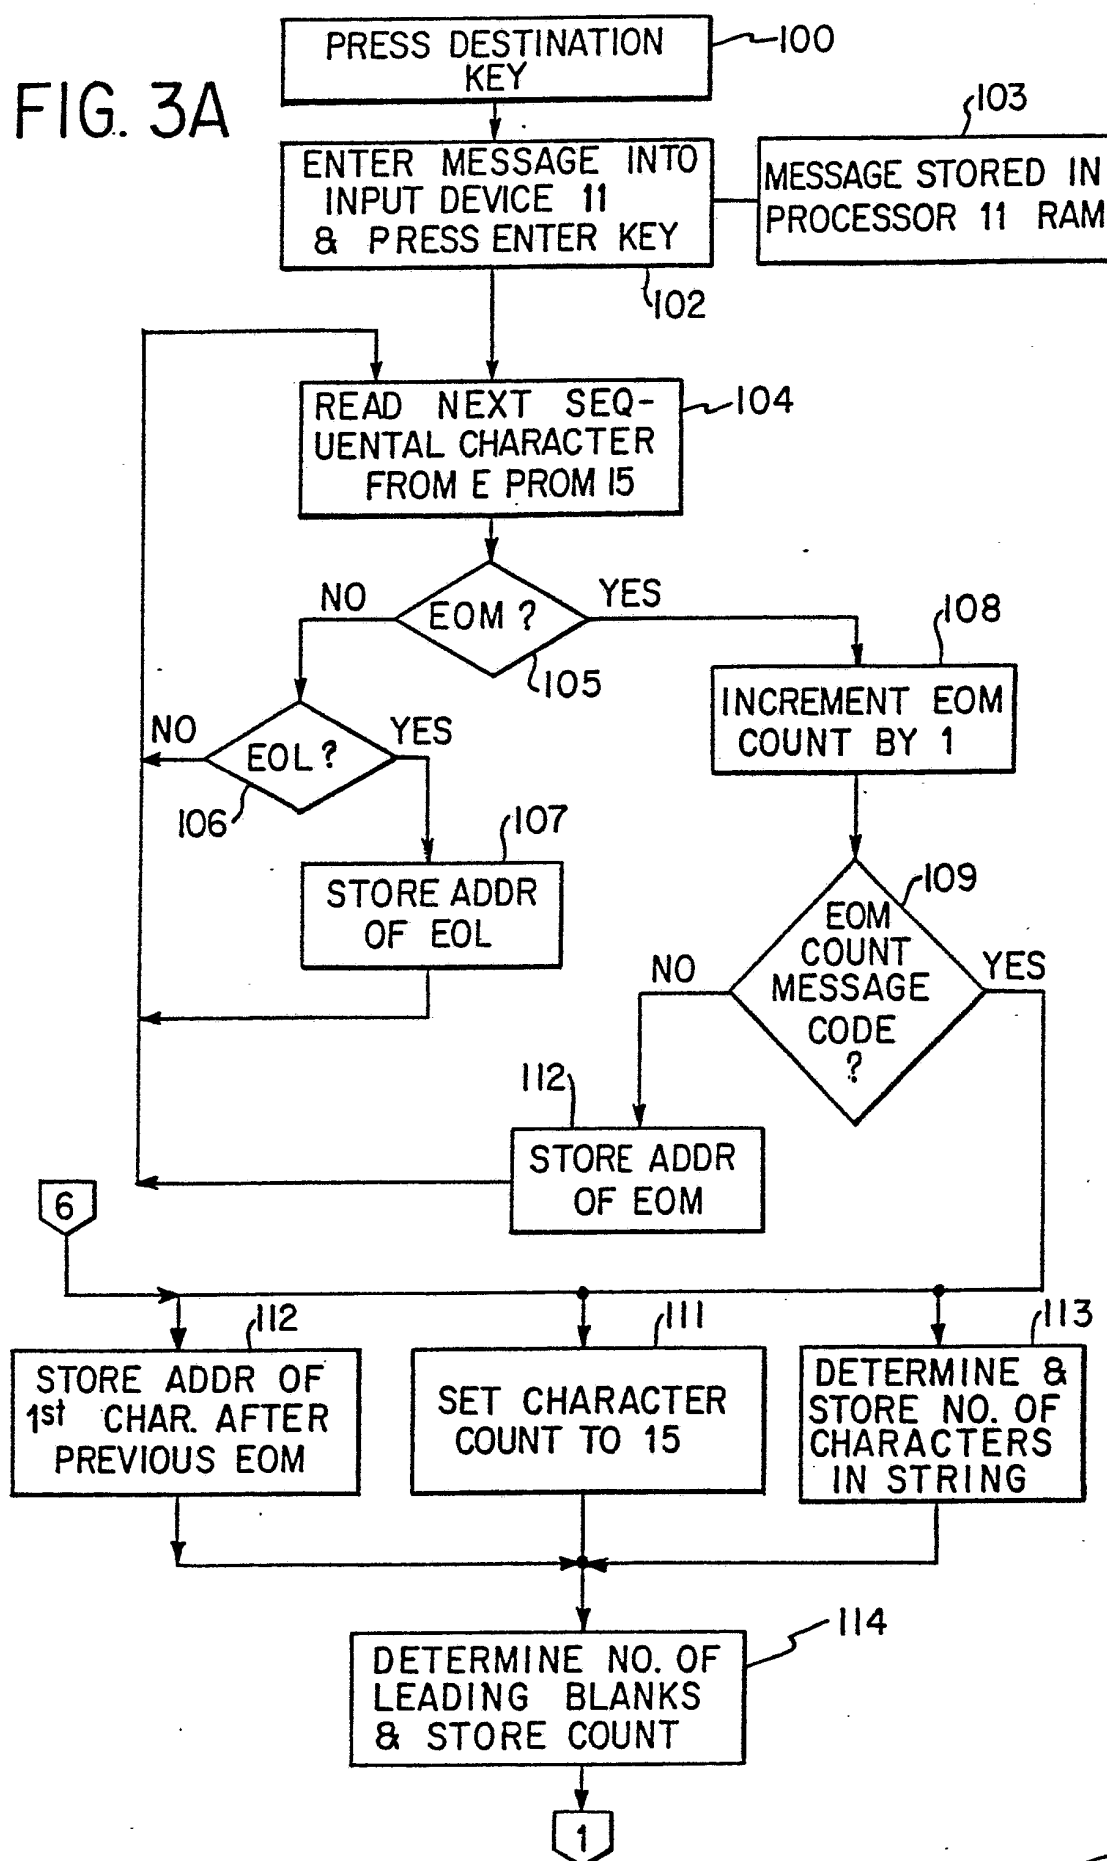 FIG. 3A
PRESS DESTINATION
KEY
100
ENTER MESSAGE INTO
INPUT DEVICE 11
& PRESS ENTER KEY
102
103
MESSAGE STORED IN
PROCESSOR 11 RAM
READ NEXT SEQ-
UENTAL CHARACTER
FROM E PROM 15
104
NO
EOM ?
YES
105
NO
EOL ?
YES
106
108
INCREMENT EOM
COUNT BY 1
107
STORE ADDR
OF EOL
109
EOM
COUNT
MESSAGE
CODE
?
NO
YES
112
STORE ADDR
OF EOM
6
112
STORE ADDR OF
1st CHAR. AFTER
PREVIOUS EOM
111
SET CHARACTER
COUNT TO 15
113
DETERMINE &
STORE NO. OF
CHARACTERS
IN STRING
114
DETERMINE NO. OF
LEADING BLANKS
& STORE COUNT
1